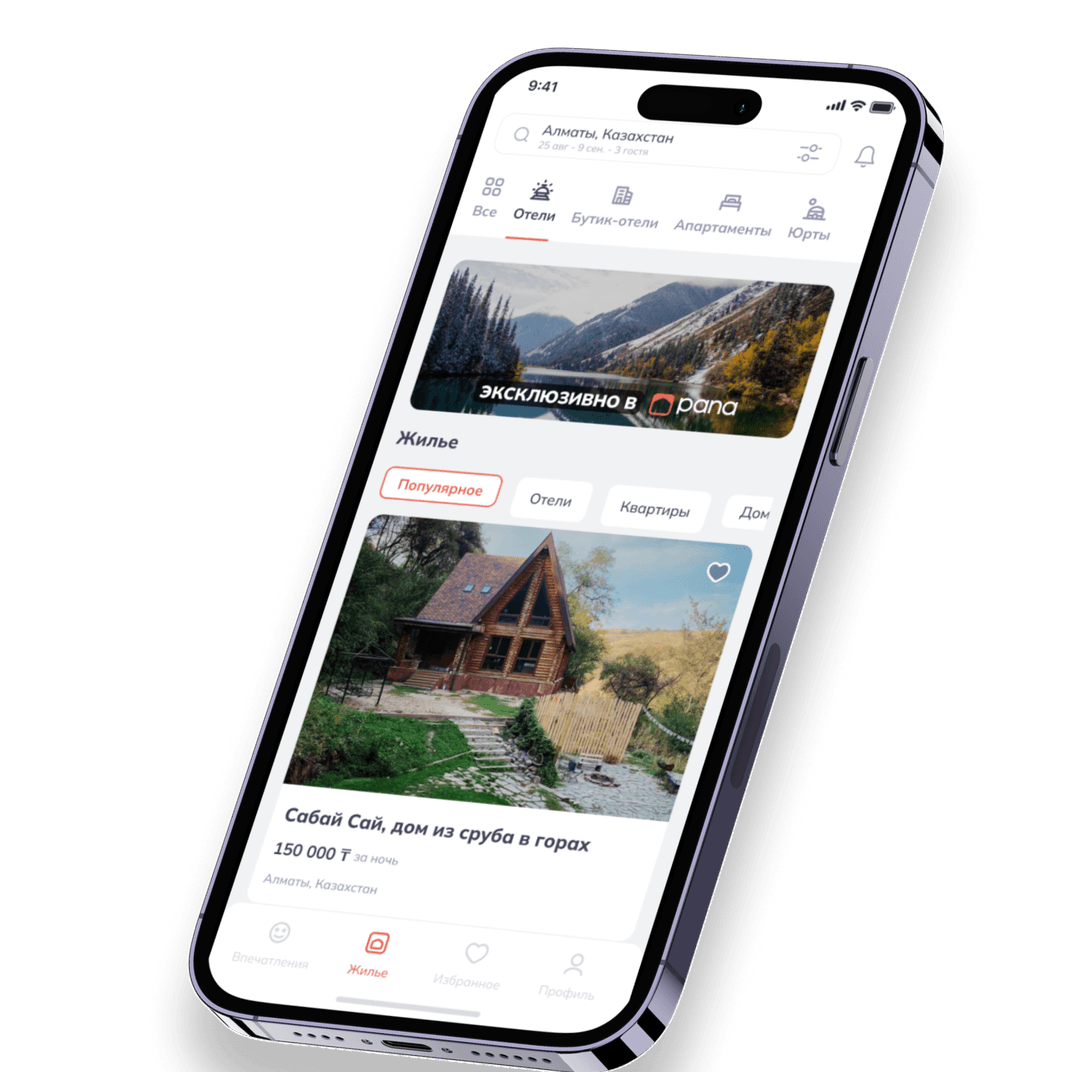 9:41
Алматы, Казахстан
25 авг - 9 сен. - 3 гостя
Все
Отели
Бутик-отели
Апартаменты
Юрты
ЭКСКЛЮЗИВНО В pana
Жилье
Популярное
Отели
Квартиры
Дом
Сабай Сай, дом из сруба в горах
150 000 ₸ за ночь
Алматы, Казахстан
Впечатления
Жилье
Избранное
Профиль